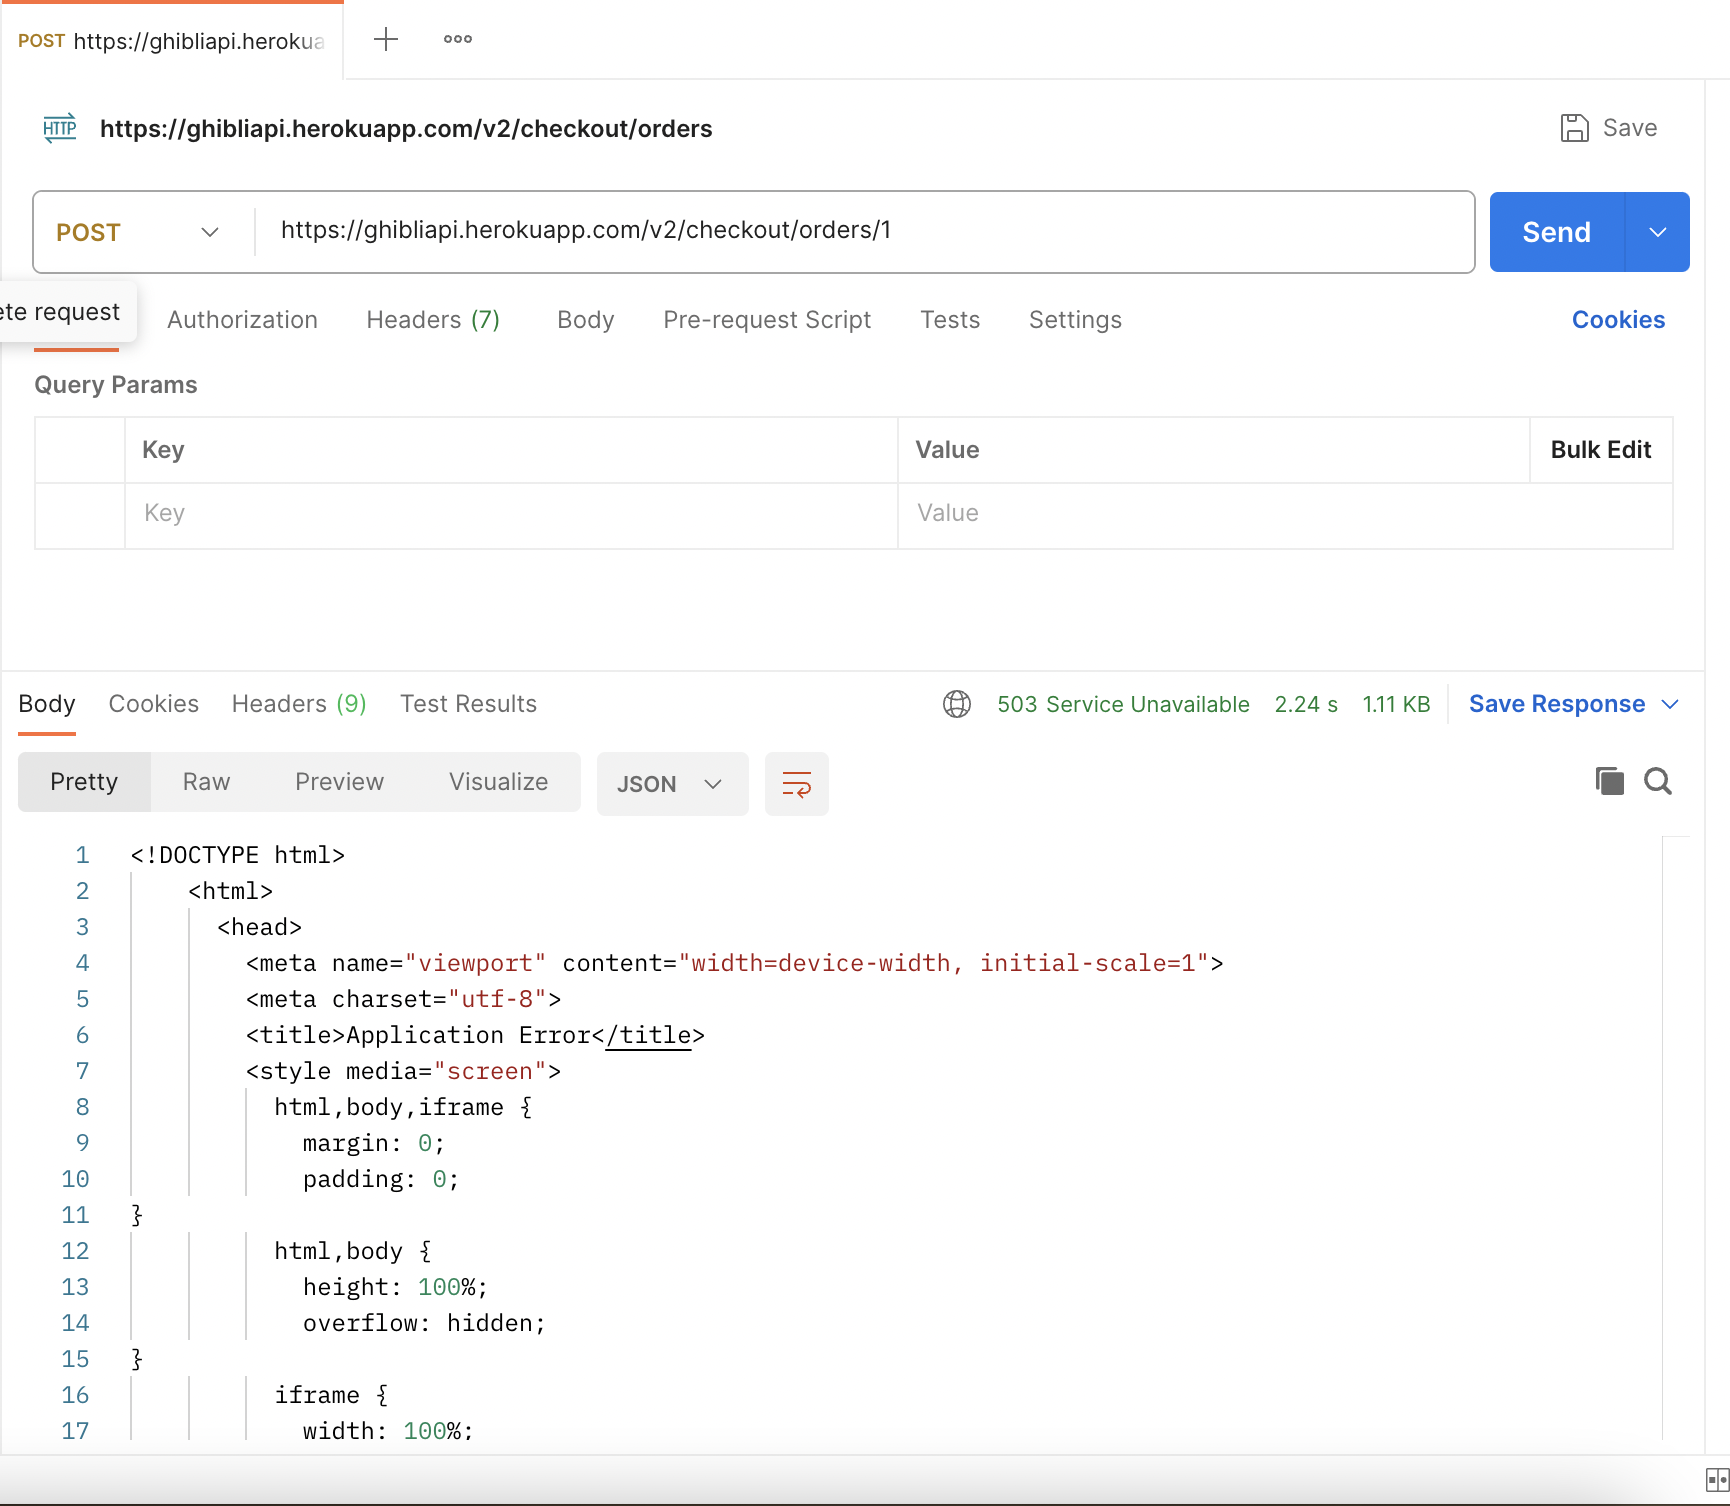 POST https://ghibliapi.herokua
HTTP https://ghibliapi.herokuapp.com/v2/checkout/orders Save
POST https://ghibliapi.herokuapp.com/v2/checkout/orders/1 Send
ete request Authorization Headers (7) Body Pre-request Script Tests Settings Cookies
Query Params
Key Value Bulk Edit
Key Value
Body Cookies Headers (9) Test Results 503 Service Unavailable 2.24 s 1.11 KB Save Response
Pretty Raw Preview Visualize JSON
1 <!DOCTYPE html>
2 <html>
3 <head>
4 <meta name="viewport" content="width=device-width, initial-scale=1">
5 <meta charset="utf-8">
6 <title>Application Error</title>
7 <style media="screen">
8 html,body,iframe {
9 margin: 0;
10 padding: 0;
11 }
12 html,body {
13 height: 100%;
14 overflow: hidden;
15 }
16 iframe {
17 width: 100%;